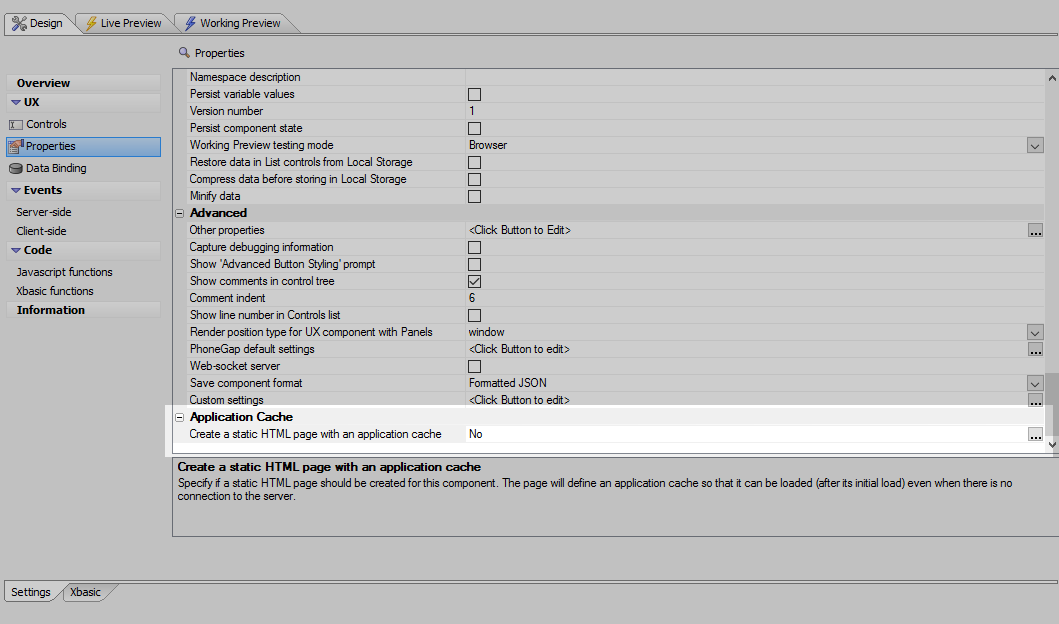 Design
Live Preview
Working Preview
Properties
Overview
UX
Controls
Properties
Data Binding
Events
Server-side
Client-side
Code
Javascript functions
Xbasic functions
Information
Namespace description
Persist variable values
Version number 1
Persist component state
Working Preview testing mode Browser
Restore data in List controls from Local Storage
Compress data before storing in Local Storage
Minify data
Advanced
Other properties <Click Button to Edit>
Capture debugging information
Show 'Advanced Button Styling' prompt
Show comments in control tree
Comment indent 6
Show line number in Controls list
Render position type for UX component with Panels window
PhoneGap default settings <Click Button to edit>
Web-socket server
Save component format Formatted JSON
Custom settings <Click Button to edit>
Application Cache
Create a static HTML page with an application cache No
Create a static HTML page with an application cache
Specify if a static HTML page should be created for this component. The page will define an application cache so that it can be loaded (after its initial load) even when there is no
connection to the server.
Settings
Xbasic